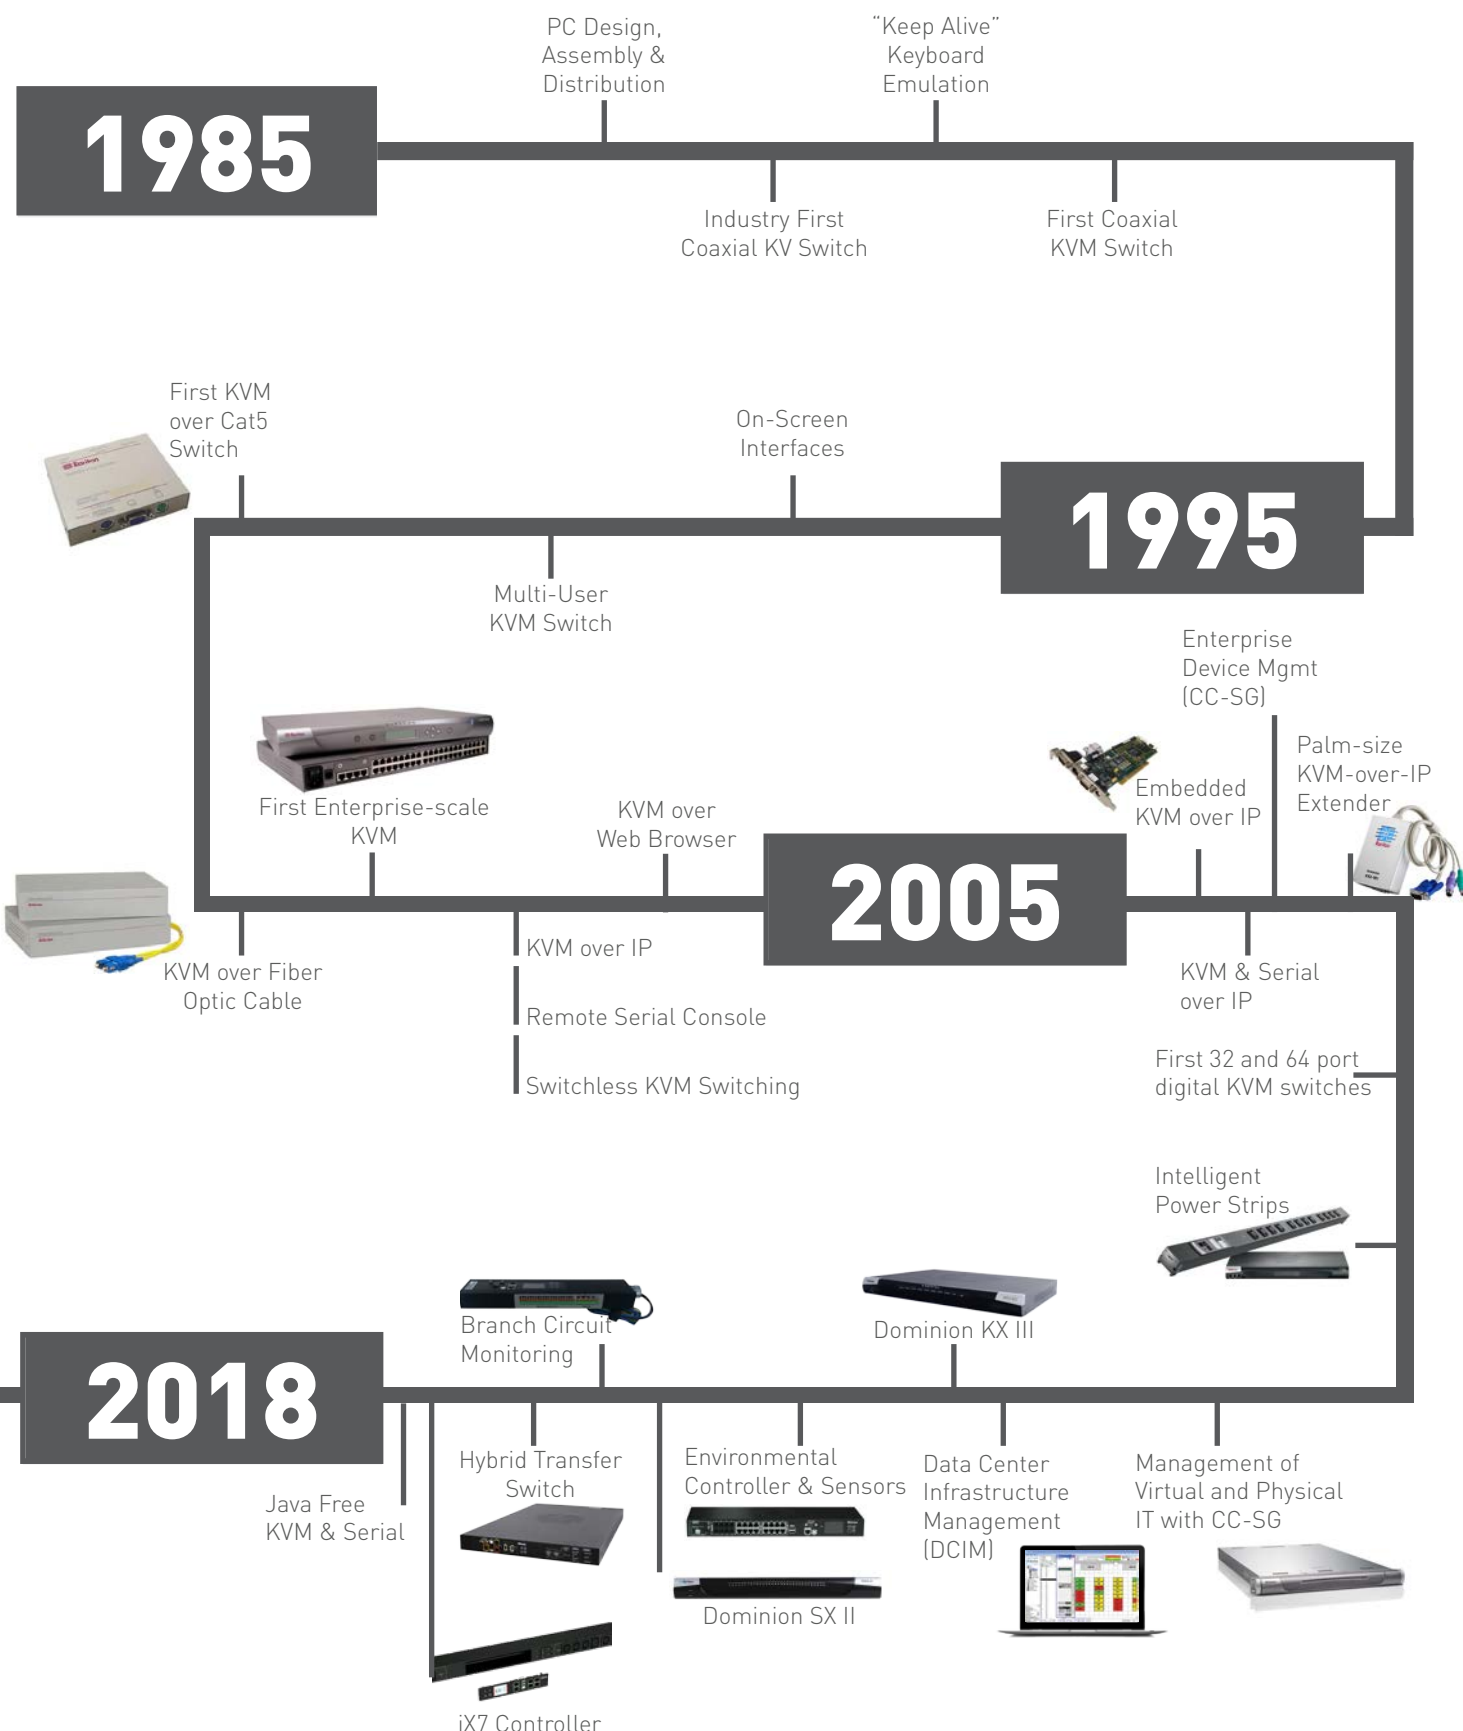 PC Design,
Assembly &
Distribution
“Keep Alive”
Keyboard
Emulation
1985
Industry First
Coaxial KV Switch
First Coaxial
KVM Switch
First KVM
over Cat5
Switch
On-Screen
Interfaces
1995
Multi-User
KVM Switch
Enterprise
Device Mgmt
(CC-SG)
Palm-size
KVM-over-IP
Extender
Embedded
KVM over IP
First Enterprise-scale
KVM
KVM over
Web Browser
2005
KVM over Fiber
Optic Cable
KVM over IP
Remote Serial Console
Switchless KVM Switching
KVM & Serial
over IP
First 32 and 64 port
digital KVM switches
Intelligent
Power Strips
Branch Circuit
Monitoring
Dominion KX III
2018
Java Free
KVM & Serial
Hybrid Transfer
Switch
Environmental
Controller & Sensors
Data Center
Infrastructure
Management
(DCIM)
Management of
Virtual and Physical
IT with CC-SG
Dominion SX II
iX7 Controller